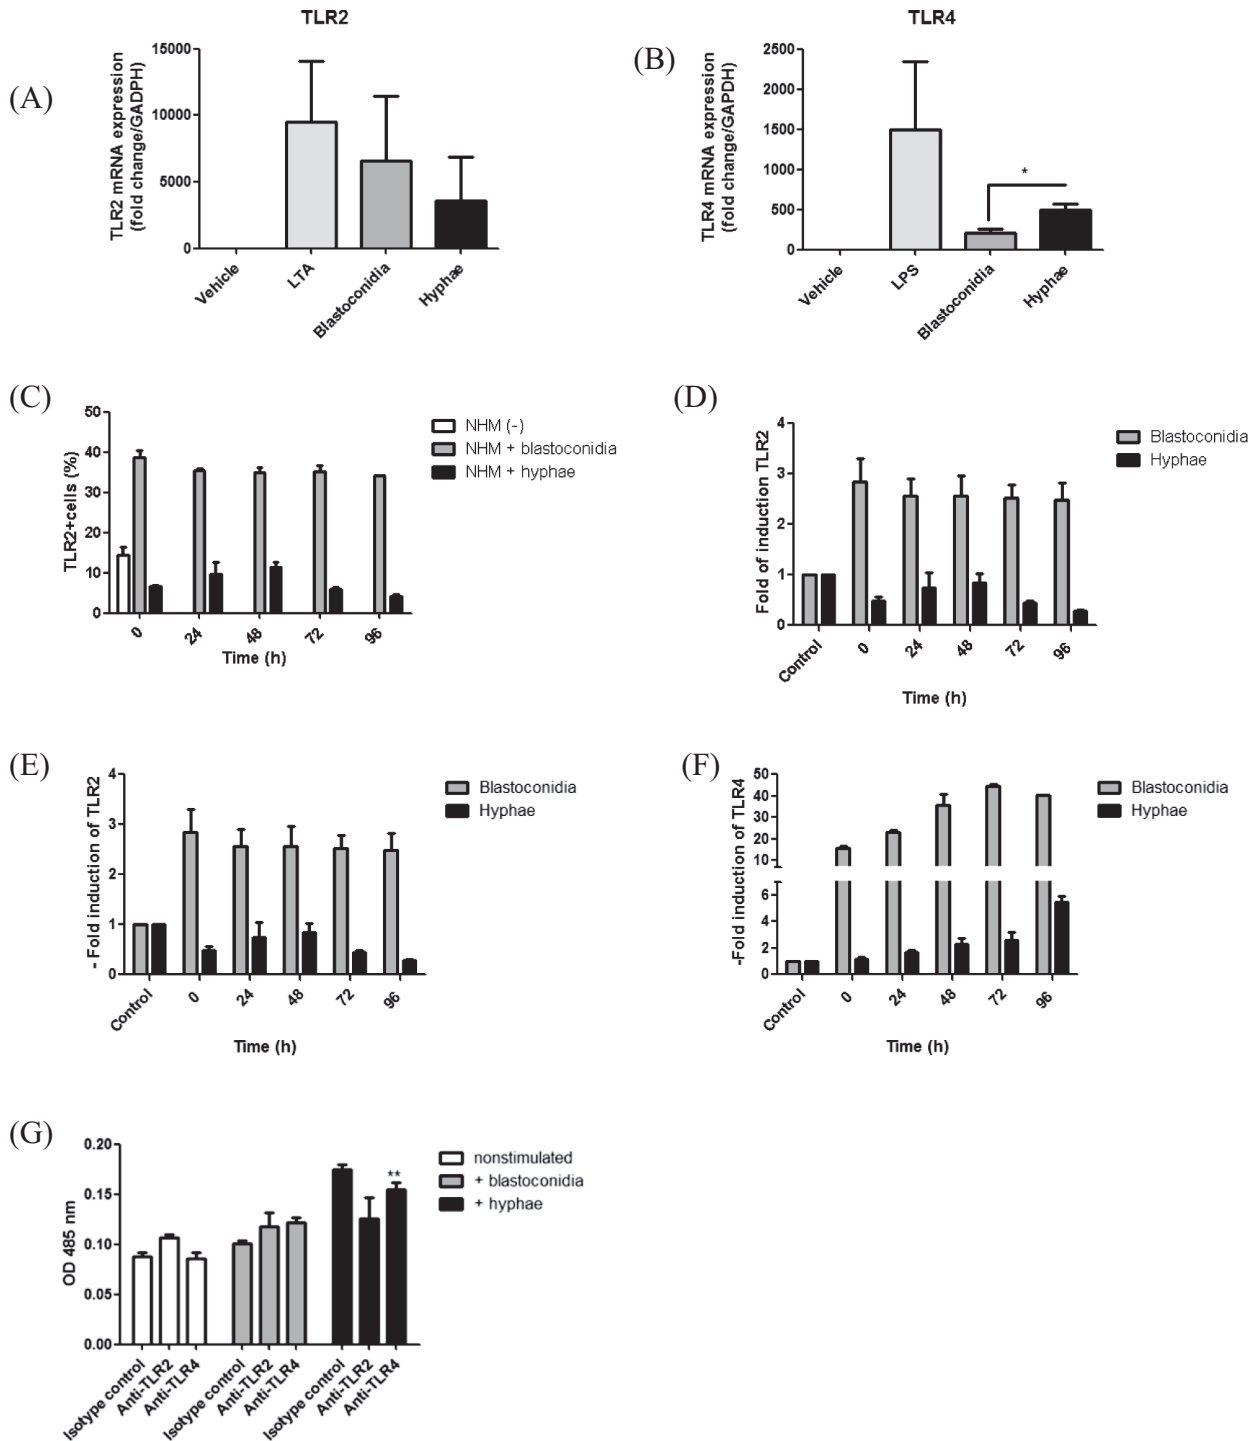 TLR2
(A)
TLR2 mRNA expression
(fold change/GADPH)
15000
10000
5000
0
Vehicle
LTA
Blastoconidia
Hyphae
TLR4
(B)
TLR4 mRNA expression
(fold change/GAPDH)
2500
2000
1500
1000
500
0
*
Vehicle
LPS
Blastoconidia
Hyphae
(C)
TLR2+cells (%)
50
40
30
20
10
0
0
24
48
72
96
Time (h)
NHM (-)
NHM + blastoconidia
NHM + hyphae
(D)
Fold of induction TLR2
4
3
2
1
0
Control
0
24
48
72
96
Time (h)
Blastoconidia
Hyphae
(E)
- Fold induction of TLR2
4
3
2
1
0
Control
0
24
48
72
96
Time (h)
Blastoconidia
Hyphae
(F)
-Fold induction of TLR4
50
40
30
20
10
6
4
2
0
Control
0
24
48
72
96
Time (h)
Blastoconidia
Hyphae
(G)
OD 485 nm
0.20
0.15
0.10
0.05
0.00
**
Isotype control
Anti-TLR2
Anti-TLR4
Isotype control
Anti-TLR2
Anti-TLR4
Isotype control
Anti-TLR2
Anti-TLR4
nonstimulated
+ blastoconidia
+ hyphae